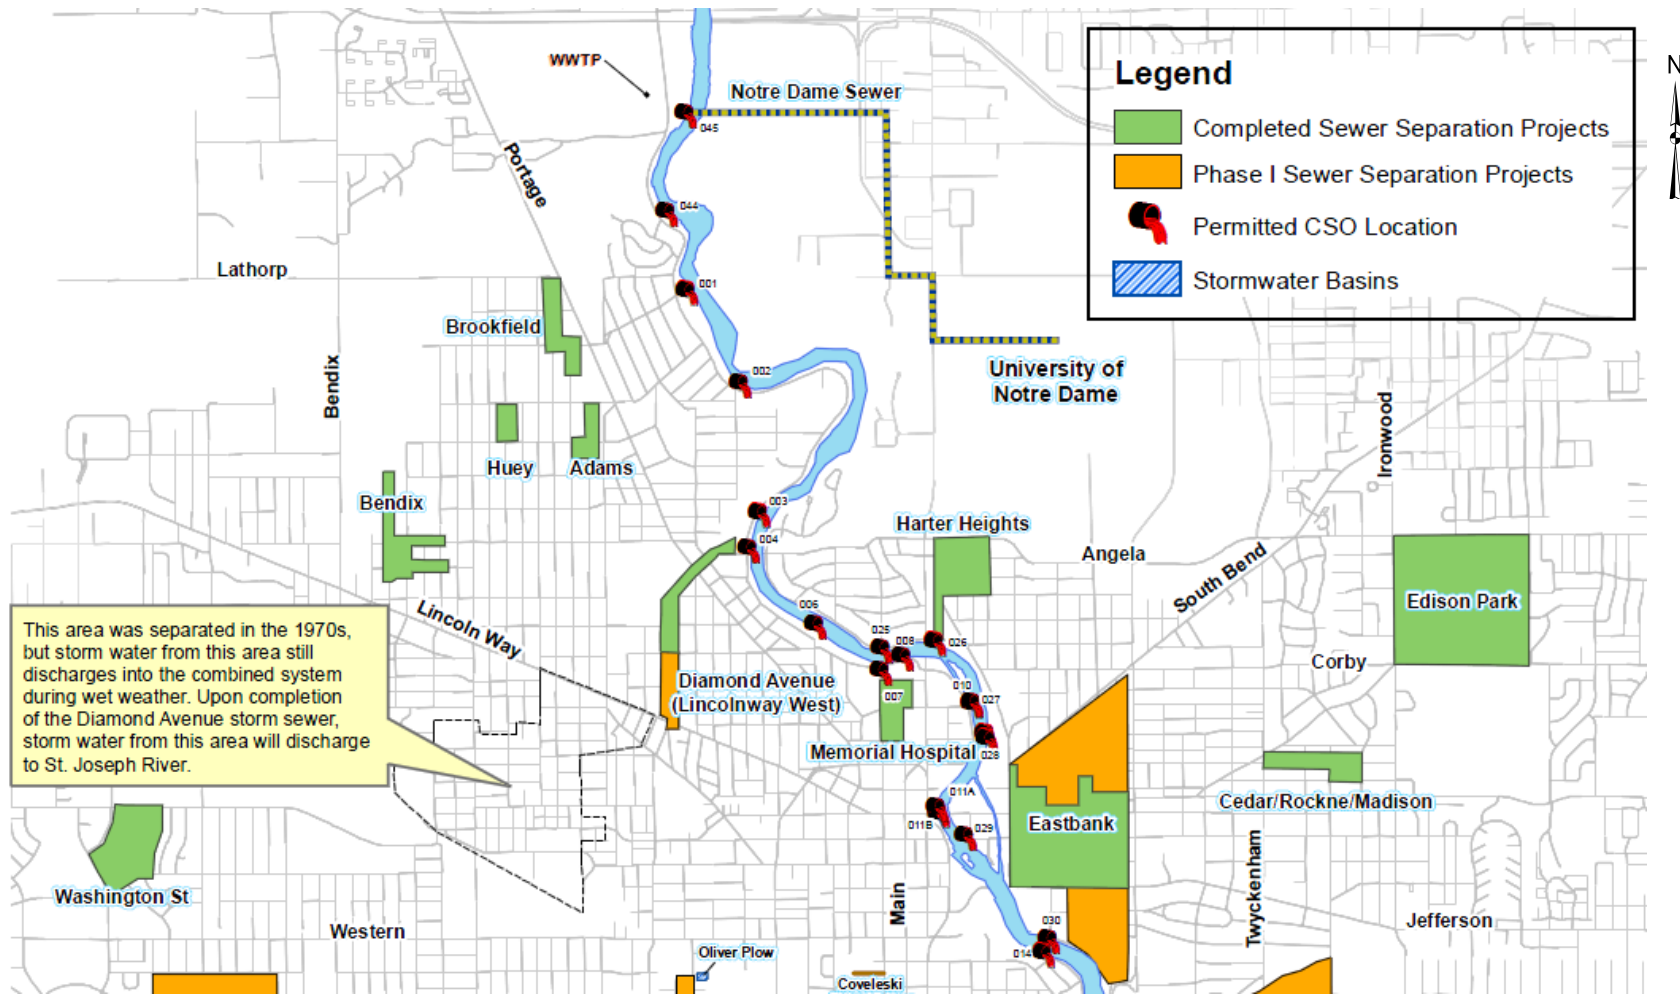 WWTP
Notre Dame Sewer
045
Legend
Completed Sewer Separation Projects
Phase I Sewer Separation Projects
Permitted CSO Location
Stormwater Basins
N
Portage
044
Lathorp
001
Brookfield
Bendix
002
University of
Notre Dame
Ironwood
Huey
Adams
Bendix
003
004
Harter Heights
Angela
South Bend
Edison Park
Lincoln Way
006
025
008
026
This area was separated in the 1970s,
but storm water from this area still
discharges into the combined system
during wet weather. Upon completion
of the Diamond Avenue storm sewer,
storm water from this area will discharge
to St. Joseph River.
Corby
Diamond Avenue
(Lincolnway West)
007
010
027
Memorial Hospital
028
011A
011B
029
Eastbank
Cedar/Rockne/Madison
Twyckenham
Washington St
Main
Western
Jefferson
030
014
Oliver Plow
Coveleski